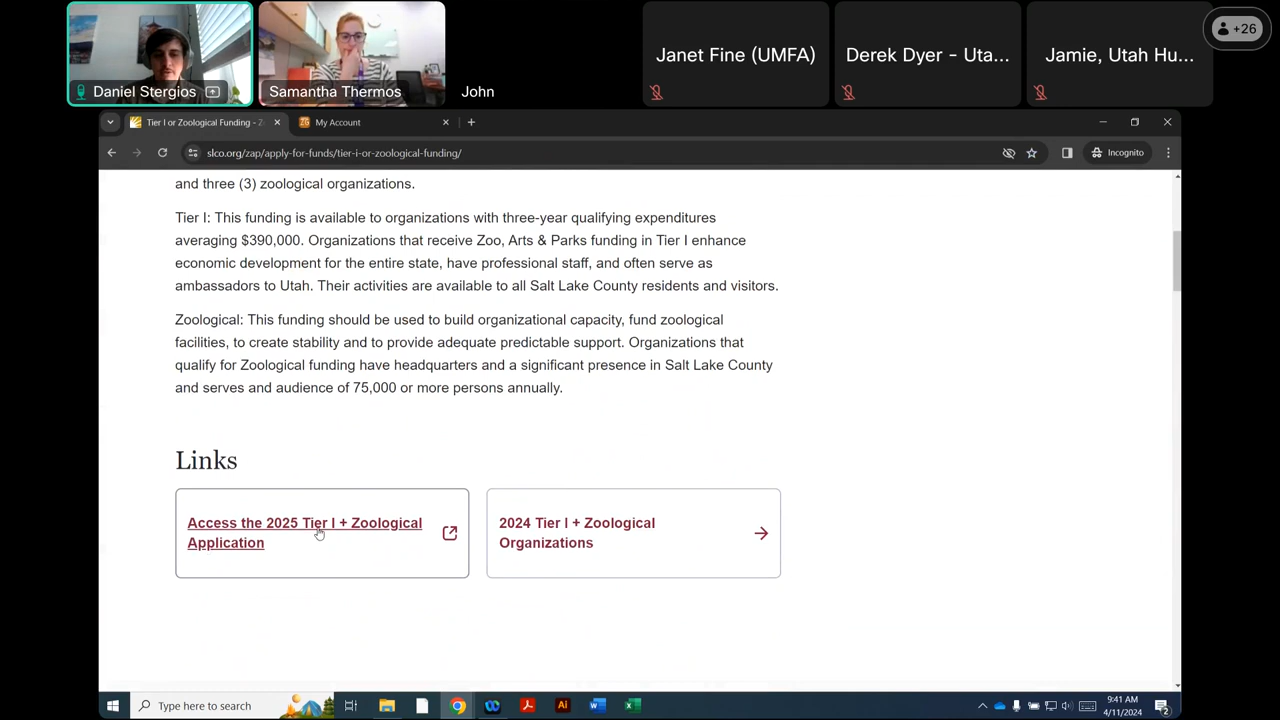 Daniel Stergios
Samantha Thermos
John
Janet Fine (UMFA)
Derek Dyer - Uta...
Jamie, Utah Hu...
+26
Tier I or Zoological Funding - Z
My Account
slco.org/zap/apply-for-funds/tier-i-or-zoological-funding/
Incognito
and three (3) zoological organizations.
Tier I: This funding is available to organizations with three-year qualifying expenditures
averaging $390,000. Organizations that receive Zoo, Arts & Parks funding in Tier I enhance
economic development for the entire state, have professional staff, and often serve as
ambassadors to Utah. Their activities are available to all Salt Lake County residents and visitors.
Zoological: This funding should be used to build organizational capacity, fund zoological
facilities, to create stability and to provide adequate predictable support. Organizations that
qualify for Zoological funding have headquarters and a significant presence in Salt Lake County
and serves and audience of 75,000 or more persons annually.
Links
Access the 2025 Tier I + Zoological
Application
2024 Tier I + Zoological
Organizations
Type here to search
9:41 AM
4/11/2024